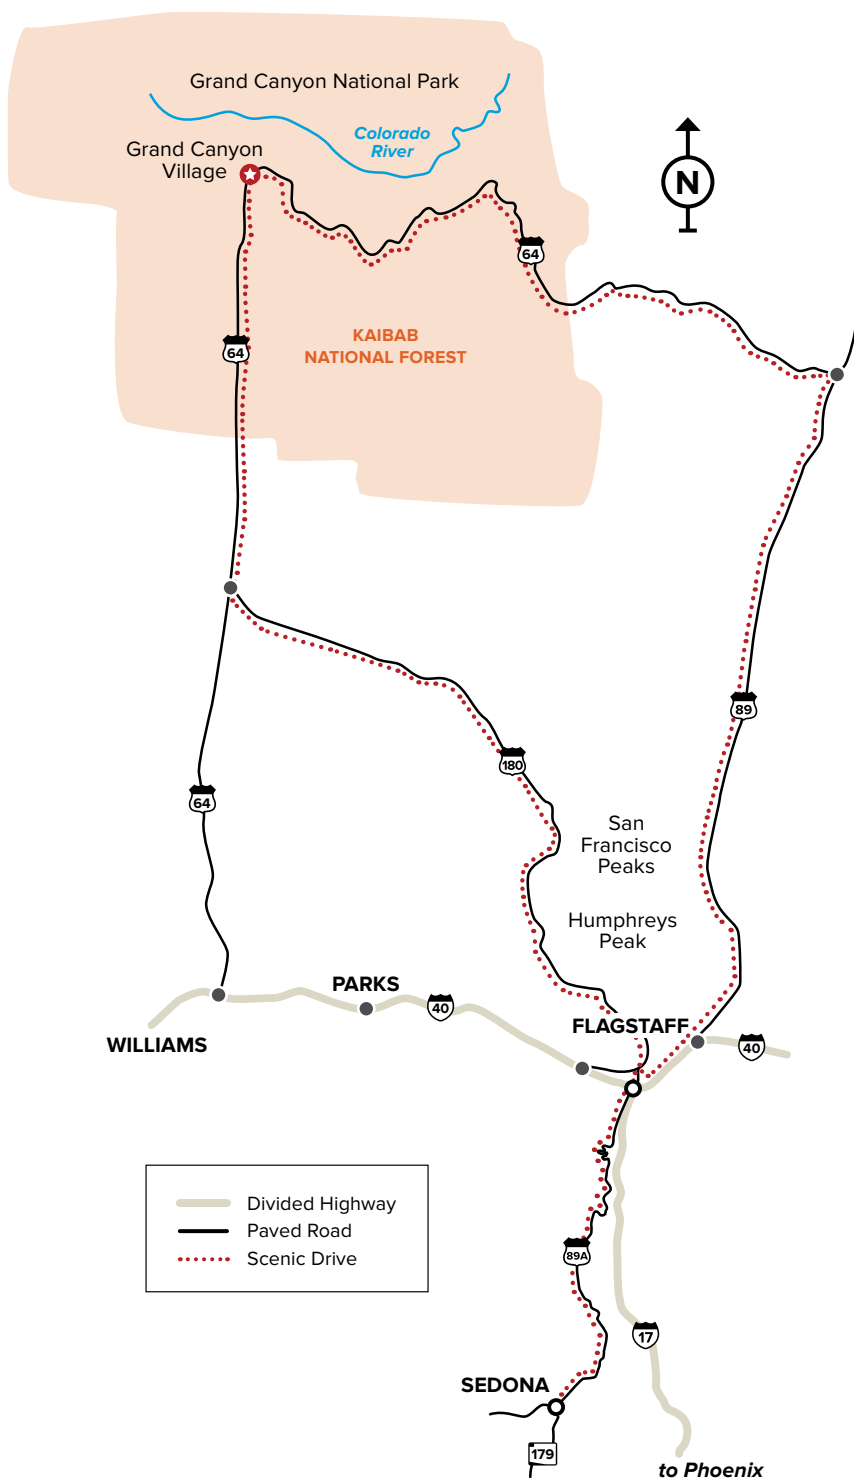 Grand Canyon National Park
Colorado
River
Grand Canyon
Village
N
64
64
KAIBAB
NATIONAL FOREST
89
180
64
San
Francisco
Peaks
Humphreys
Peak
PARKS
40
FLAGSTAFF
WILLIAMS
40
Divided Highway
Paved Road
Scenic Drive
89A
17
SEDONA
179
to Phoenix